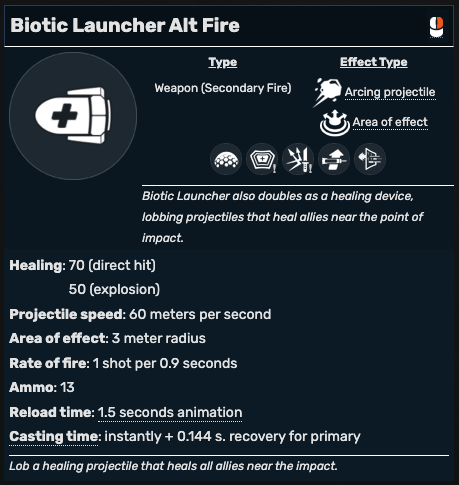 Biotic Launcher Alt Fire
Type
Weapon (Secondary Fire)
Effect Type
Arcing projectile
Area of effect
Biotic Launcher also doubles as a healing device,
lobbing projectiles that heal allies near the point of
impact.
Healing: 70 (direct hit)
50 (explosion)
Projectile speed: 60 meters per second
Area of effect: 3 meter radius
Rate of fire: 1 shot per 0.9 seconds
Ammo: 13
Reload time: 1.5 seconds animation
Casting time: instantly + 0.144 s. recovery for primary
Lob a healing projectile that heals all allies near the impact.